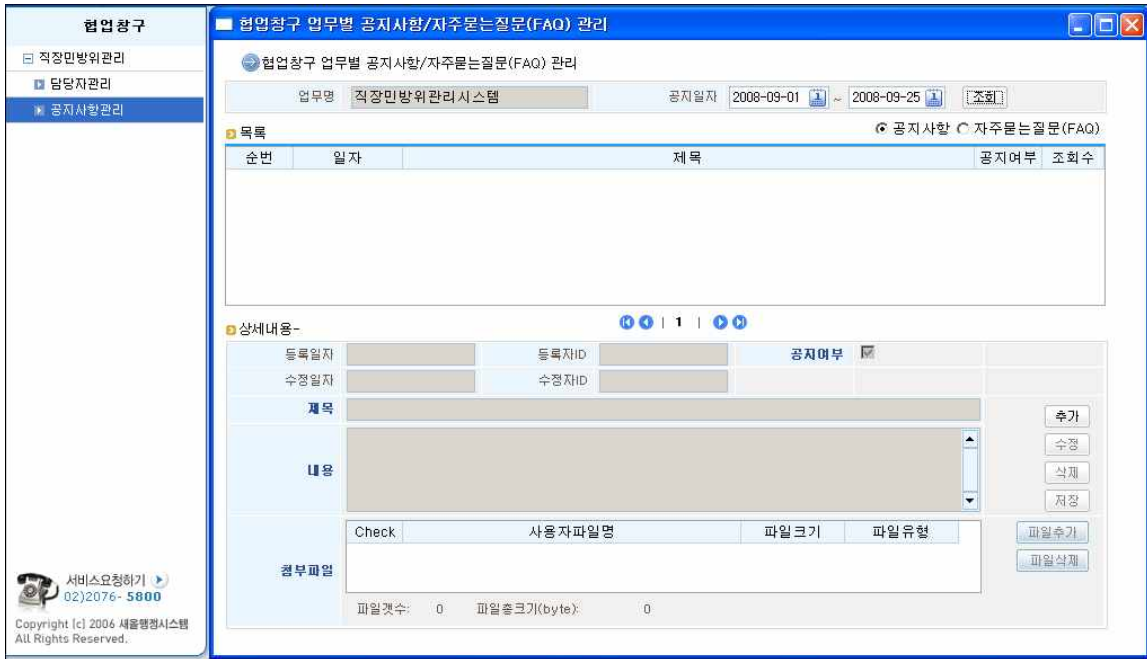 협업창구
직장민방위관리
담당자관리
공지사항관리
서비스요청하기
02)2076- 5800
Copyright (c) 2006 새올행정시스템
All Rights Reserved.
협업창구 업무별 공지사항/자주묻는질문(FAQ) 관리
협업창구 업무별 공지사항/자주묻는질문(FAQ) 관리
업무명 직장민방위관리시스템 공지일자 2008-09-01 ~ 2008-09-25 조회
목록 공지사항 자주묻는질문(FAQ)
순번 일자 제목 공지여부 조회수
| 1 |
상세내용-
등록일자 등록자ID 공지여부
수정일자 수정자ID
제목
추가
내용
수정
삭제
저장
Check 사용자파일명 파일크기 파일유형
첨부파일
파일추가
파일삭제
파일갯수: 0 파일총크기(byte): 0